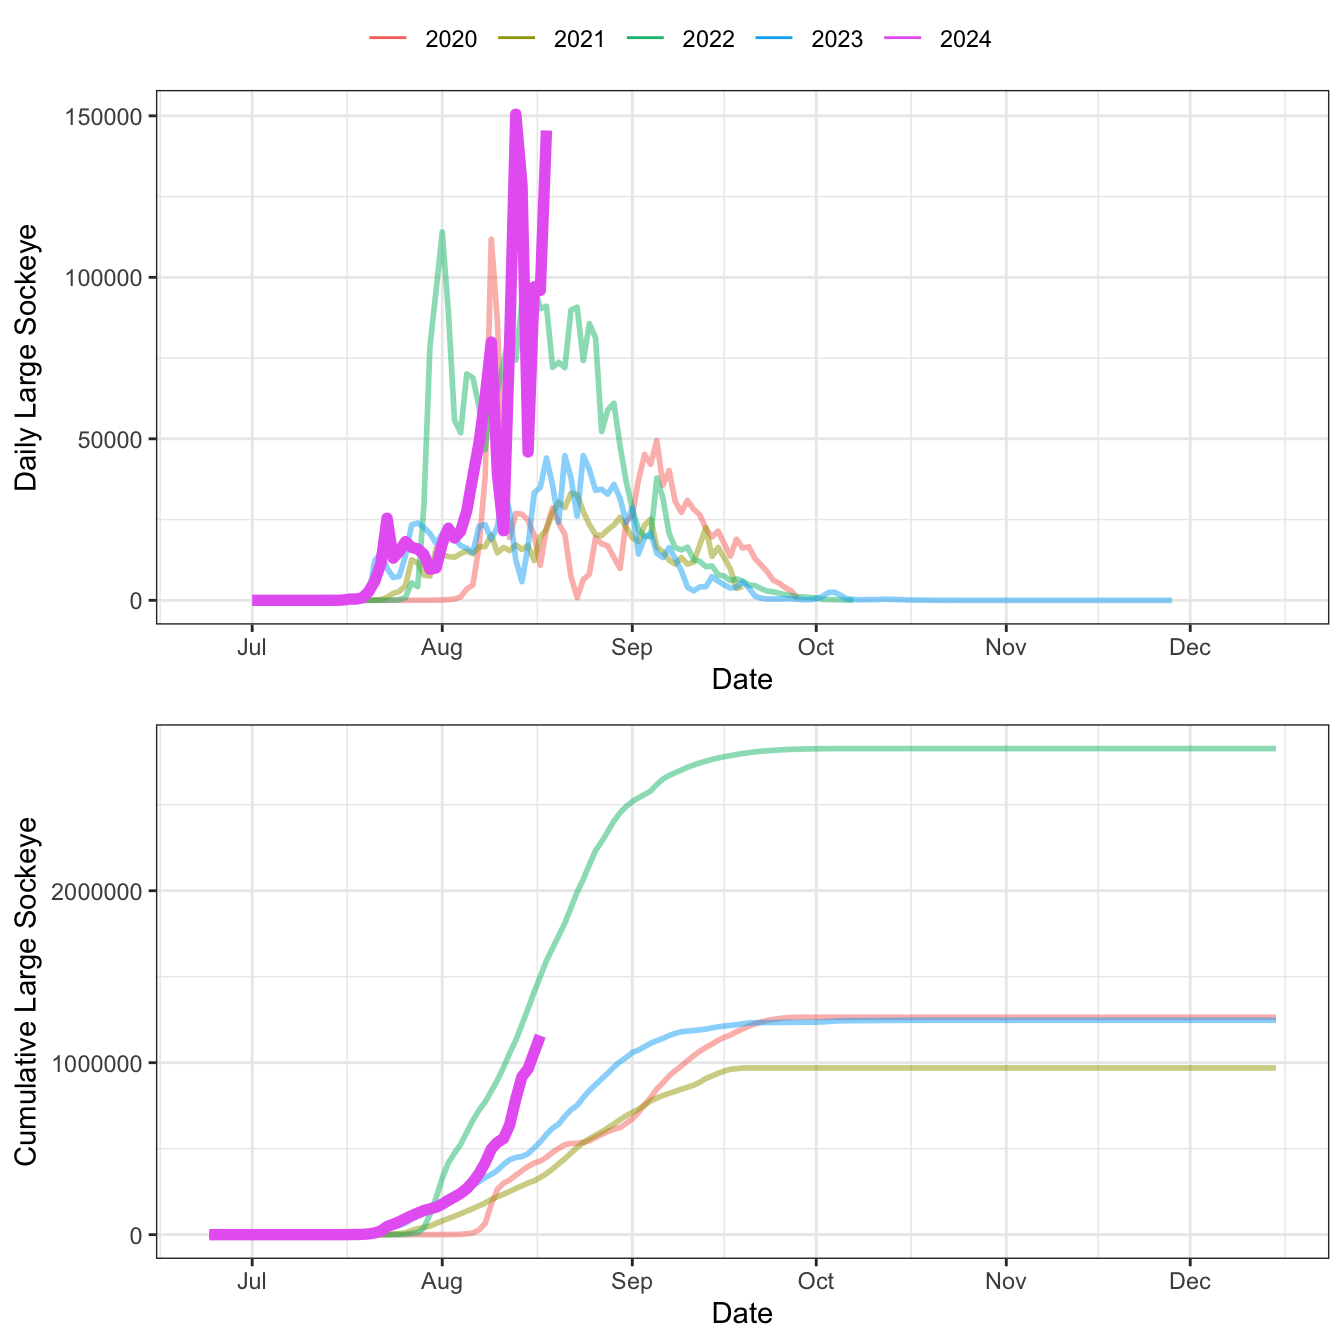 2020 2021 2022 2023 2024
Daily Large Sockeye
150000
100000
50000
0
Jul Aug Sep Oct Nov Dec
Date
Cumulative Large Sockeye
2000000
1000000
0
Jul Aug Sep Oct Nov Dec
Date